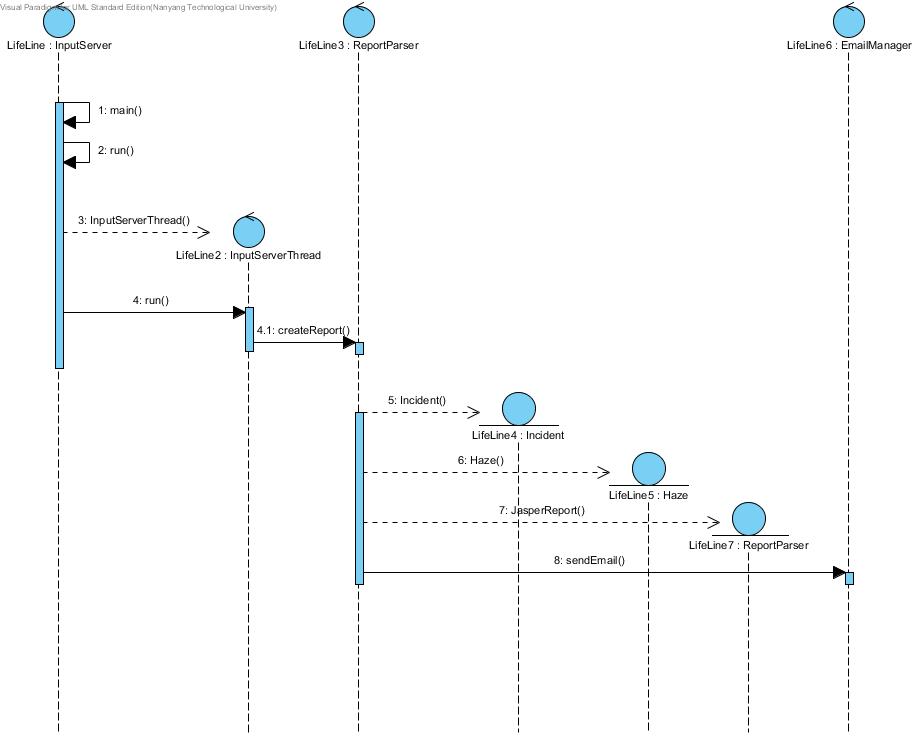 Visual Paradigm UML Standard Edition(Nanyang Technological University)
LifeLine : InputServer
LifeLine3 : ReportParser
LifeLine6 : EmailManager
1: main()
2: run()
3: InputServerThread()
LifeLine2 : InputServerThread
4: run()
4.1: createReport()
5: Incident()
LifeLine4 : Incident
6: Haze()
LifeLine5 : Haze
7: JasperReport()
LifeLine7 : ReportParser
8: sendEmail()